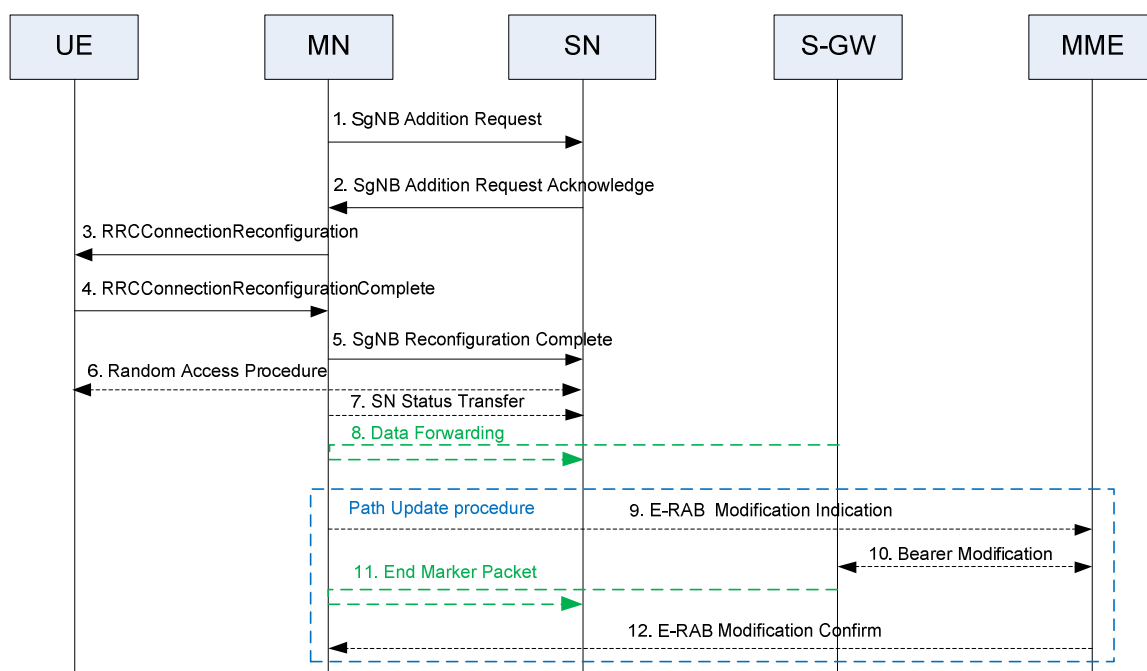 UE
MN
SN
S-GW
MME
1. SgNB Addition Request
2. SgNB Addition Request Acknowledge
3. RRCConnectionReconfiguration
4. RRCConnectionReconfigurationComplete
5. SgNB Reconfiguration Complete
6. Random Access Procedure
7. SN Status Transfer
8. Data Forwarding
Path Update procedure
9. E-RAB Modification Indication
10. Bearer Modification
11. End Marker Packet
12. E-RAB Modification Confirm